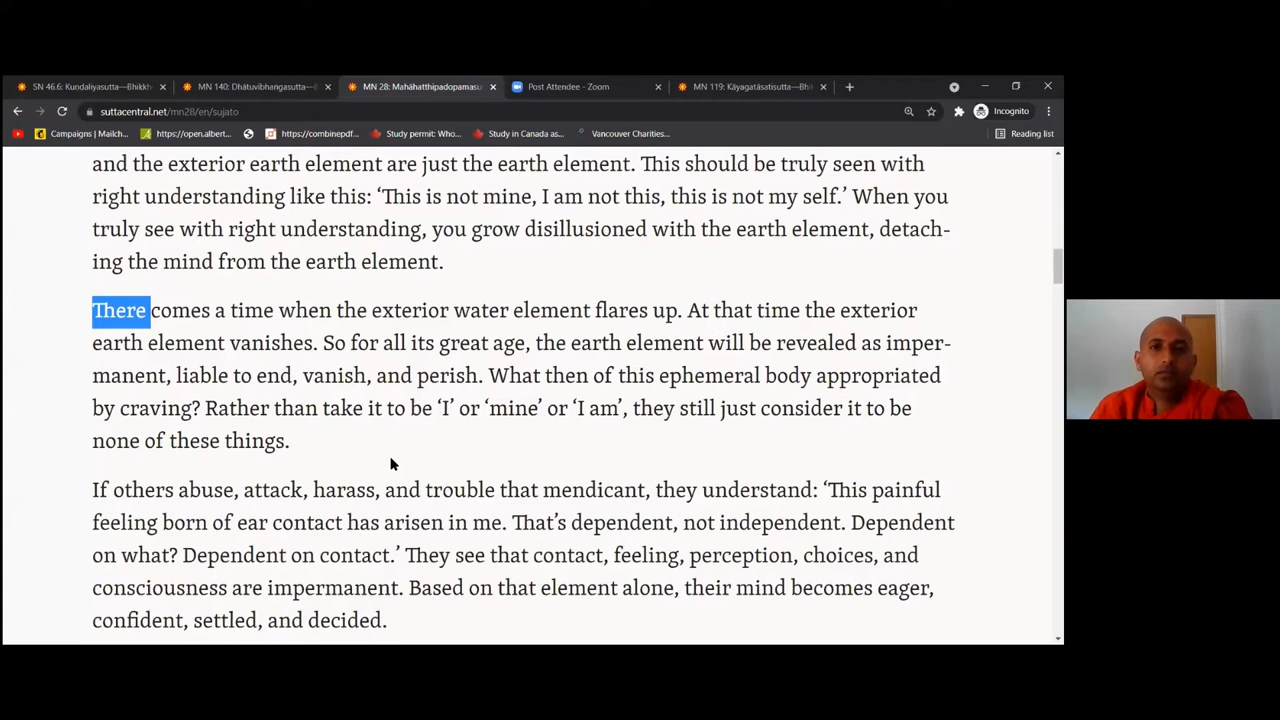 SN 46.6: Kundaliyasutta—Bhikkh
MN 140: Dhātuvibhangasutta—B
MN 28: Mahāhatthipadopamasu
Post Attendee - Zoom
MN 119: Kāyagatāsatisutta—Bhi
suttacentral.net/mn28/en/sujato
Incognito
Campaigns | Mailch...
https://open.albert...
https://combinepdf...
Study permit: Who...
Study in Canada as...
Vancouver Charities...
Reading list
and the exterior earth element are just the earth element. This should be truly seen with
right understanding like this: ‘This is not mine, I am not this, this is not my self.’ When you
truly see with right understanding, you grow disillusioned with the earth element, detach-
ing the mind from the earth element.
There comes a time when the exterior water element flares up. At that time the exterior
earth element vanishes. So for all its great age, the earth element will be revealed as imper-
manent, liable to end, vanish, and perish. What then of this ephemeral body appropriated
by craving? Rather than take it to be ‘I’ or ‘mine’ or ‘I am’, they still just consider it to be
none of these things.
If others abuse, attack, harass, and trouble that mendicant, they understand: ‘This painful
feeling born of ear contact has arisen in me. That’s dependent, not independent. Dependent
on what? Dependent on contact.’ They see that contact, feeling, perception, choices, and
consciousness are impermanent. Based on that element alone, their mind becomes eager,
confident, settled, and decided.